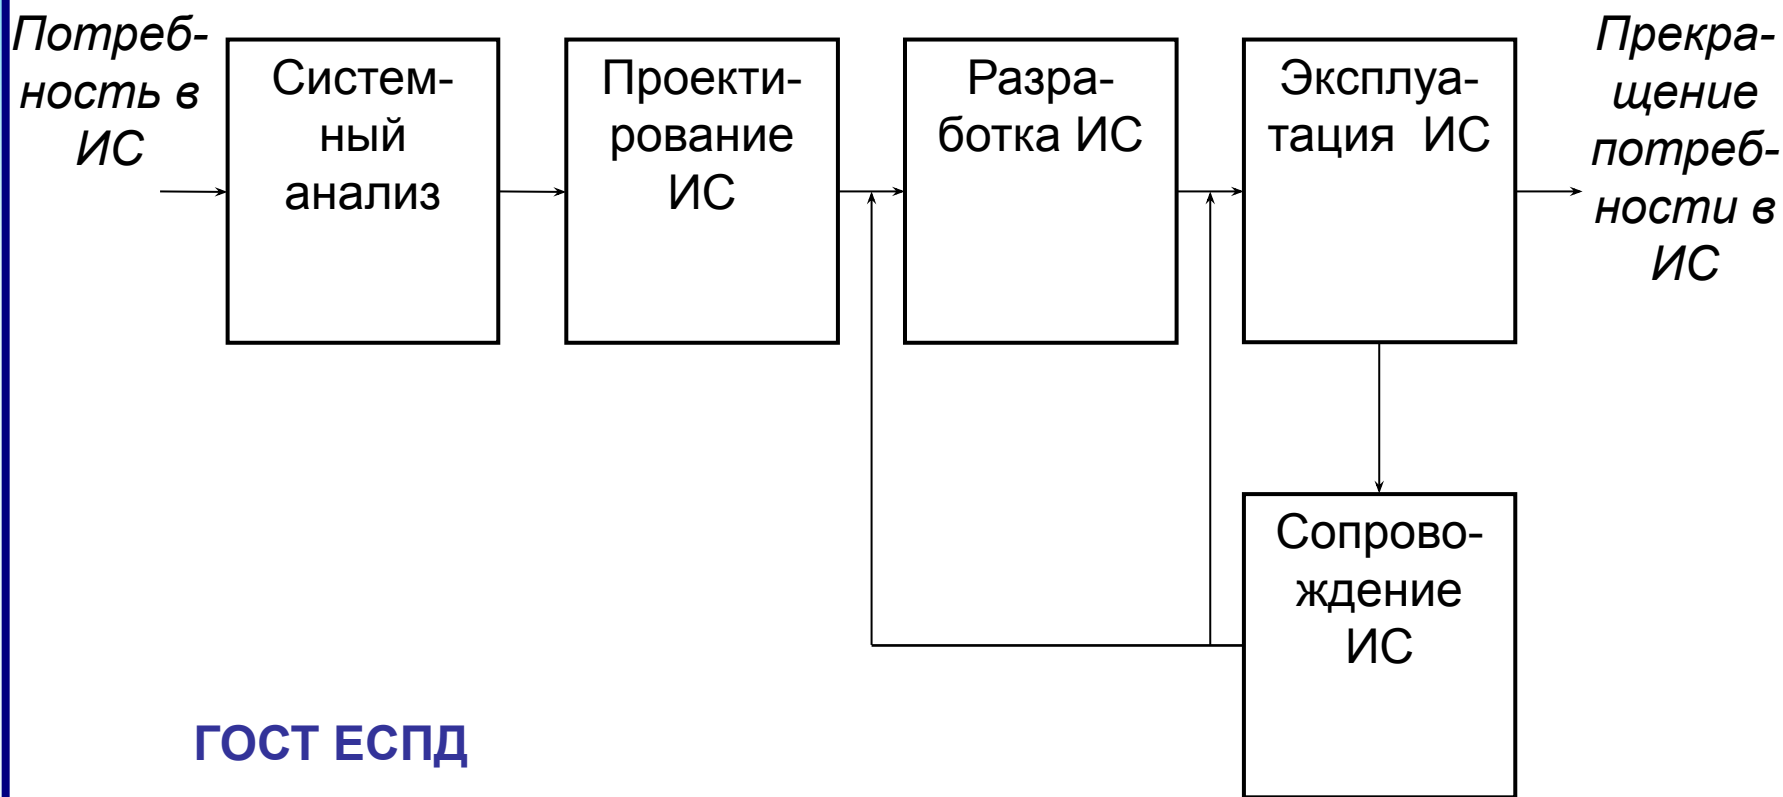 Потреб-
ность в
ИС
Систем-
ный
анализ
Проекти-
рование
ИС
Разра-
ботка ИС
Эксплуа-
тация ИС
Прекра-
щение
потреб-
ности в
ИС
Сопрово-
ждение
ИС
ГОСТ ЕСПД